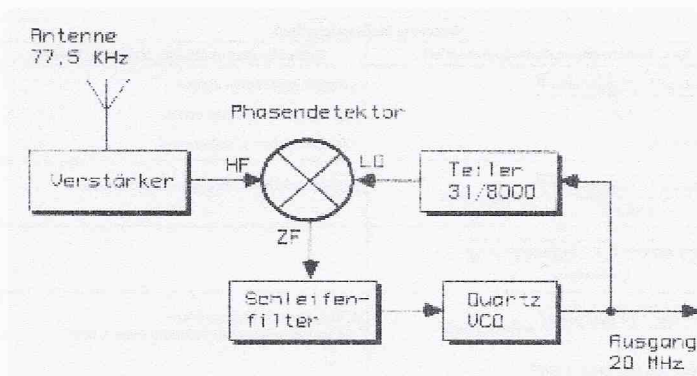 Antenne
77,5 KHz
Phasendetektor
Verstärker
HF
LO
Teiler
31/8000
ZF
Schleifen-
filter
Quartz
VCO
Ausgang
20 MHz